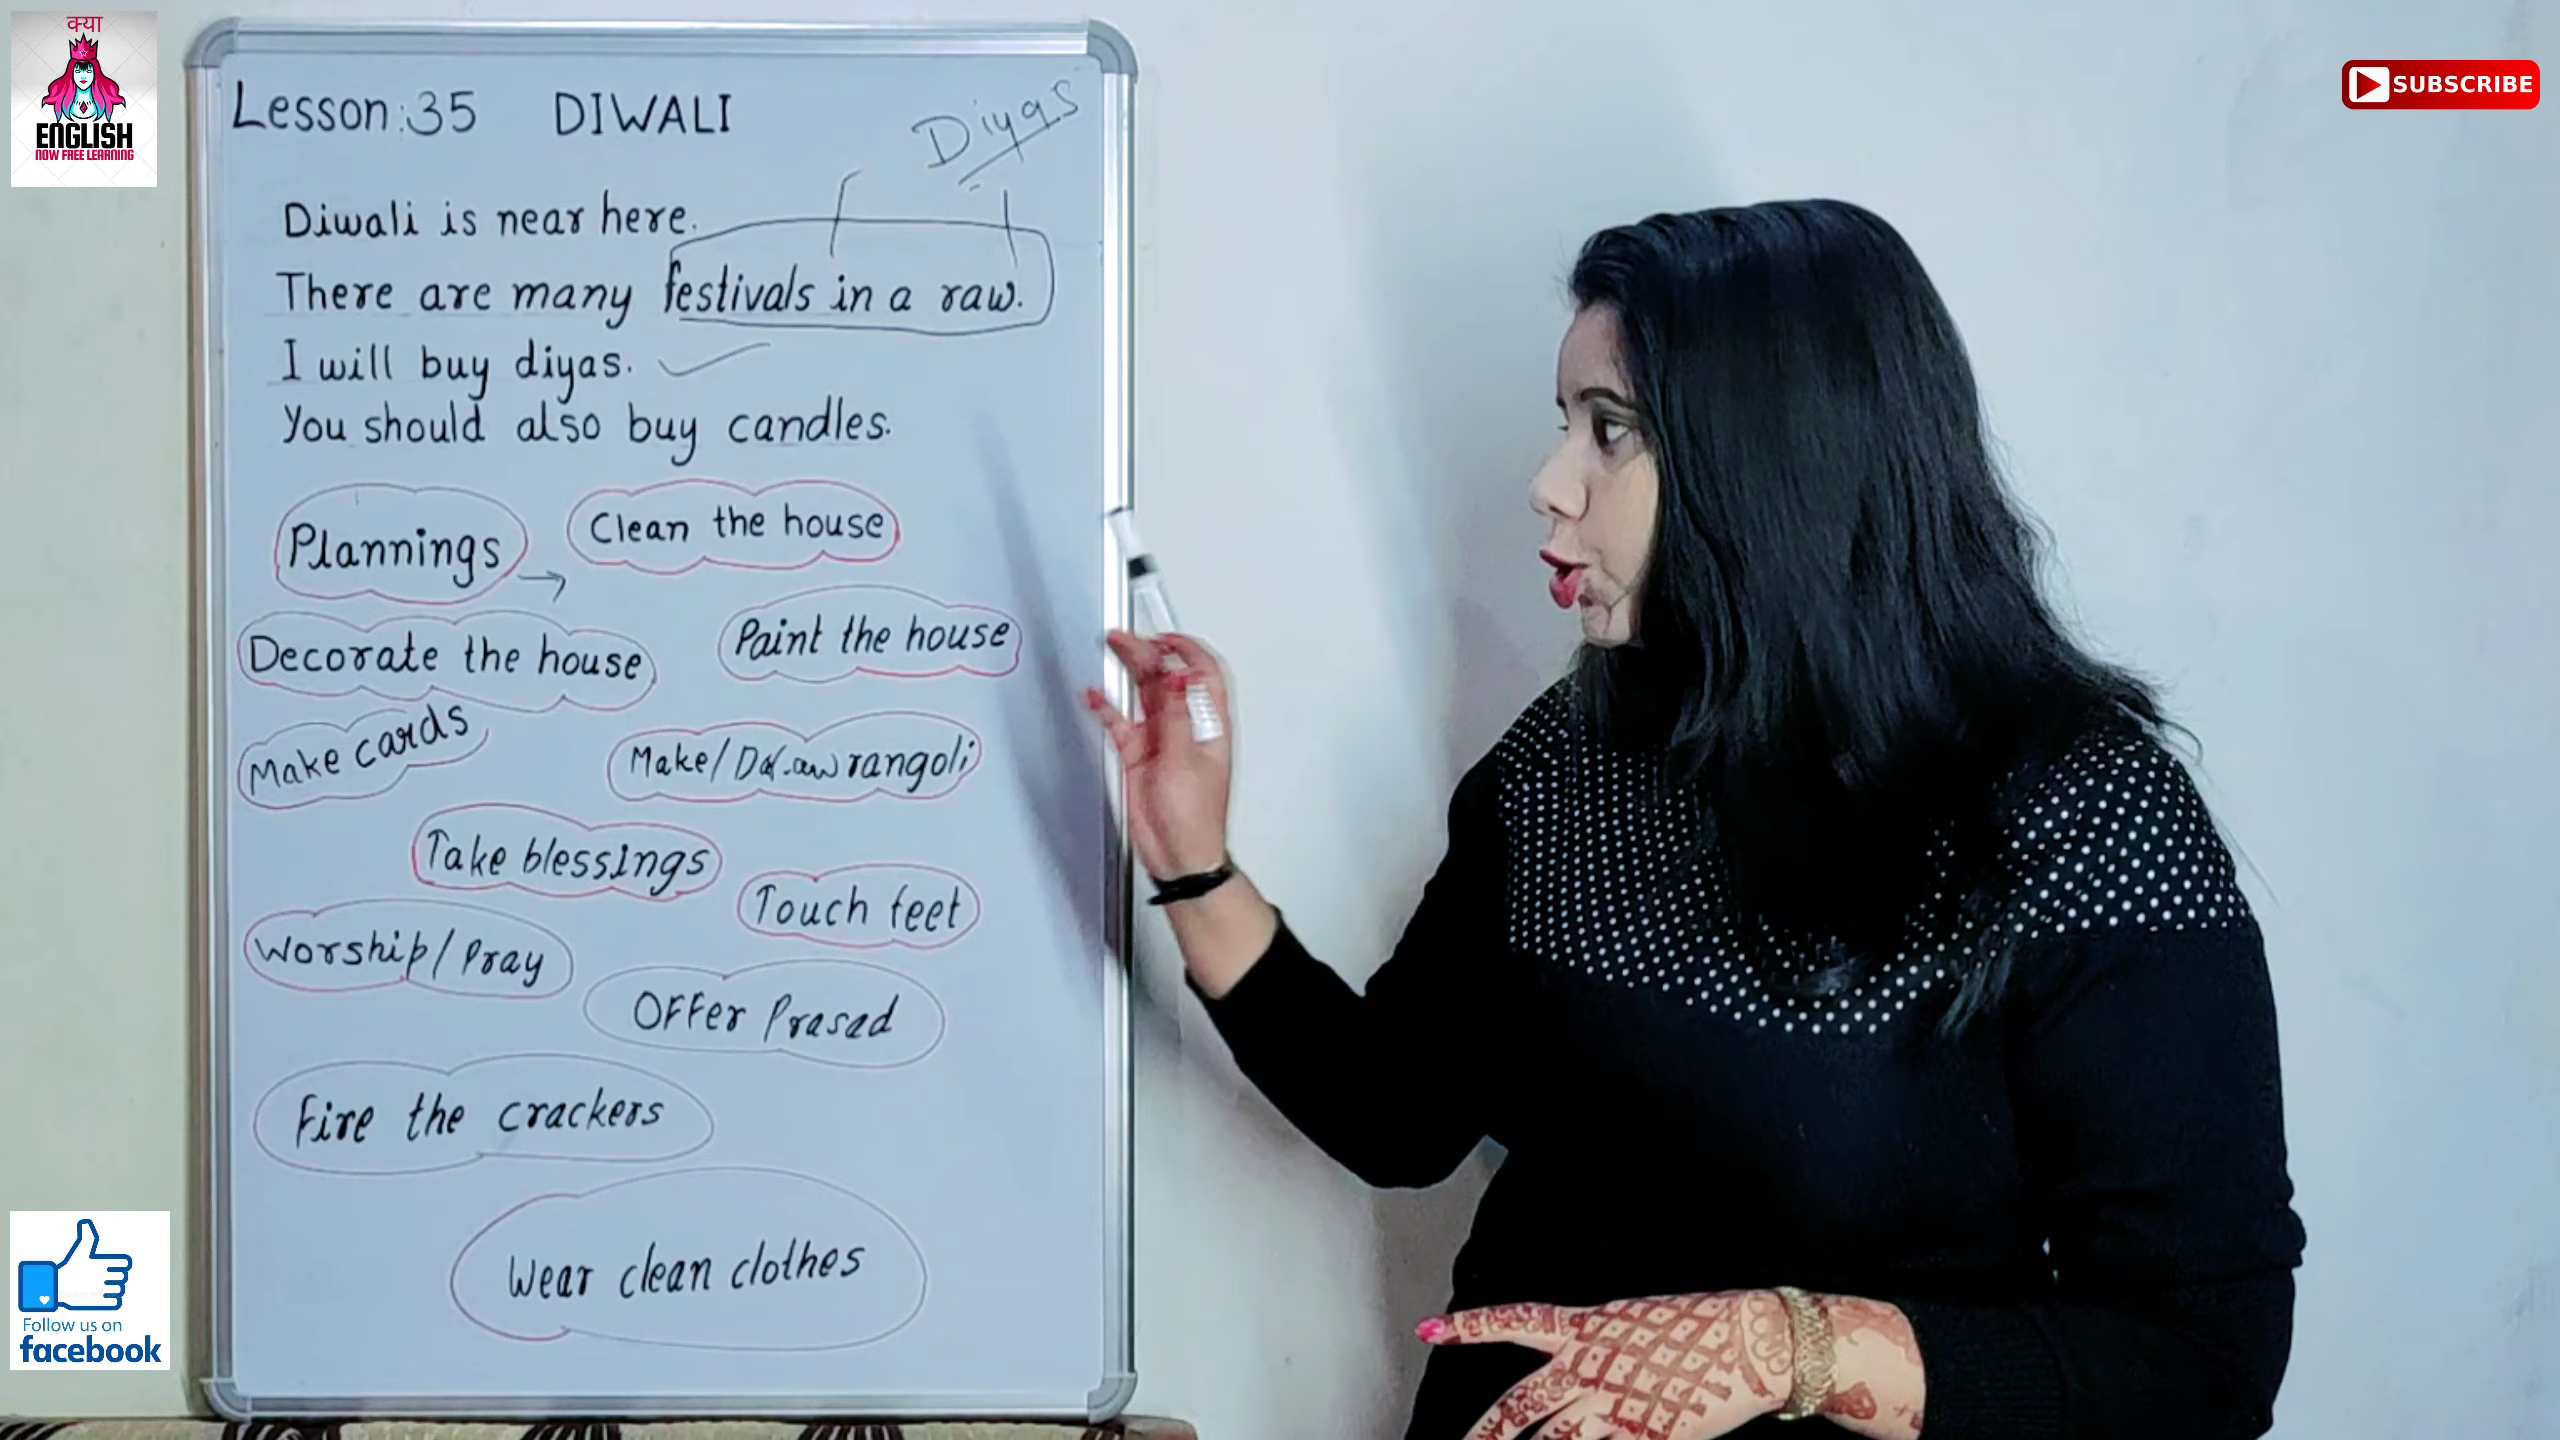 क्या
ENGLISH
NOW FREE LEARNING
SUBSCRIBE
Lesson:35 DIWALI
Diyas
Diwali is near here.
There are many festivals in a raw.
I will buy diyas.
You should also buy candles.
Plannings
Clean the house
Decorate the house
Paint the house
Make cards
Make/Draw rangoli
Take blessings
Touch feet
Worship/Pray
OFFer Prasad
Fire the crackers
Wear clean clothes
Follow us on
facebook